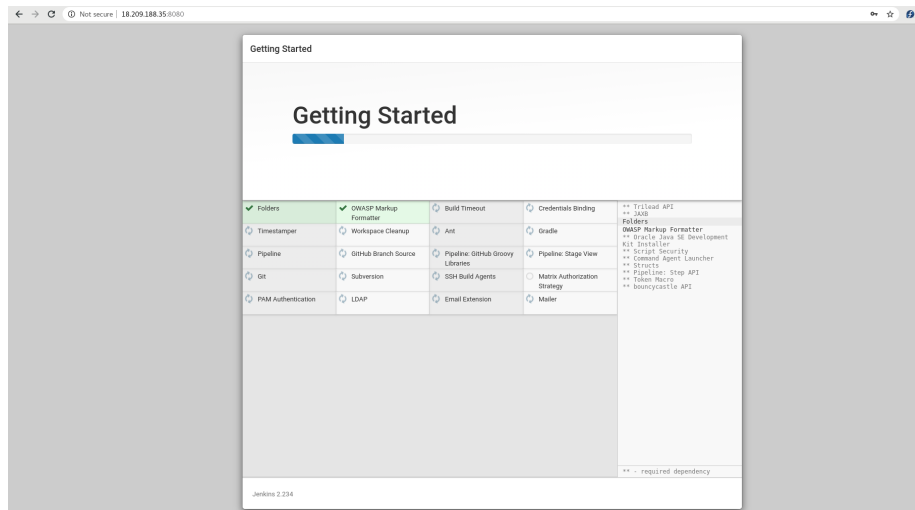 Not secure | 18.209.188.35:8080
Getting Started
Getting Started
Folders
OWASP Markup
Formatter
Build Timeout
Credentials Binding
Timestamper
Workspace Cleanup
Ant
Gradle
Pipeline
GitHub Branch Source
Pipeline: GitHub Groovy
Libraries
Pipeline: Stage View
Git
Subversion
SSH Build Agents
Matrix Authorization
Strategy
PAM Authentication
LDAP
Email Extension
Mailer
** Trilead API
** JAXB
Folders
OWASP Markup Formatter
** Oracle Java SE Development
Kit Installer
** Script Security
** Command Agent Launcher
** Structs
** Pipeline: Step API
** Token Macro
** bouncycastle API
** - required dependency
Jenkins 2.234